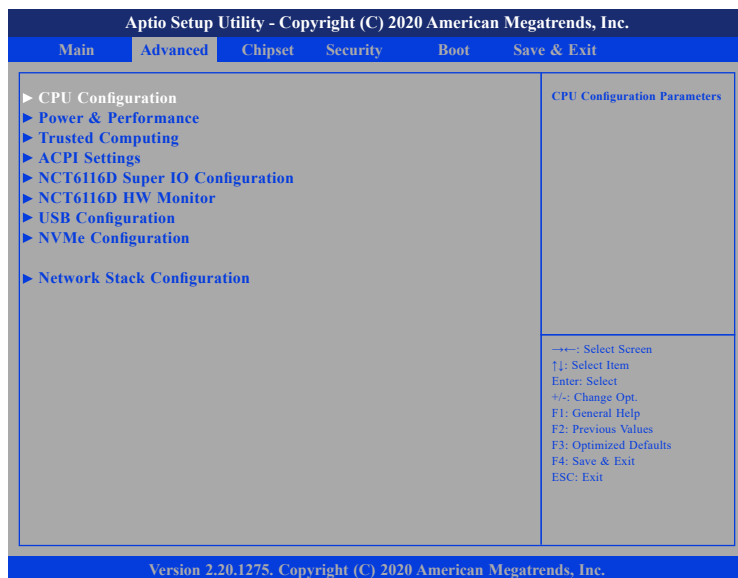 Aptio Setup Utility - Copyright (C) 2020 American Megatrends, Inc.
Main Advanced Chipset Security Boot Save & Exit
► CPU Configuration
► Power & Performance
► Trusted Computing
► ACPI Settings
► NCT6116D Super IO Configuration
► NCT6116D HW Monitor
► USB Configuration
► NVMe Configuration
► Network Stack Configuration
CPU Configuration Parameters
→←: Select Screen
↑↓: Select Item
Enter: Select
+/-: Change Opt.
F1: General Help
F2: Previous Values
F3: Optimized Defaults
F4: Save & Exit
ESC: Exit
Version 2.20.1275. Copyright (C) 2020 American Megatrends, Inc.